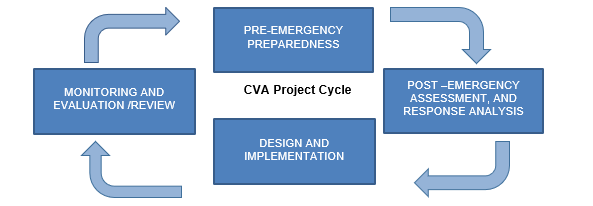 PRE-EMERGENCY
PREPAREDNESS
MONITORING AND
EVALUATION /REVIEW
CVA Project Cycle
POST –EMERGENCY
ASSESSMENT, AND
RESPONSE ANALYSIS
DESIGN AND
IMPLEMENTATION